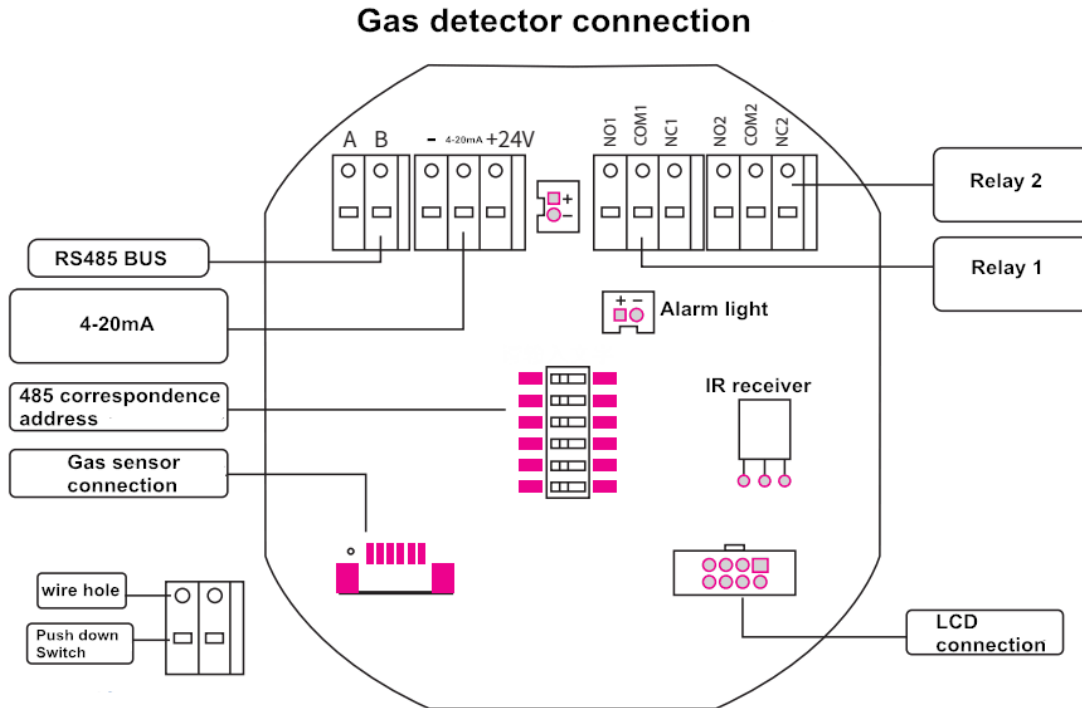 Gas detector connection
A B - 4-20mA +24V
NO1 COM1 NC1 NO2 COM2 NC2
+
-
Relay 2
RS485 BUS
Relay 1
4-20mA
+ -
Alarm light
485 correspondence
address
IR receiver
Gas sensor
connection
wire hole
Push down
Switch
LCD
connection